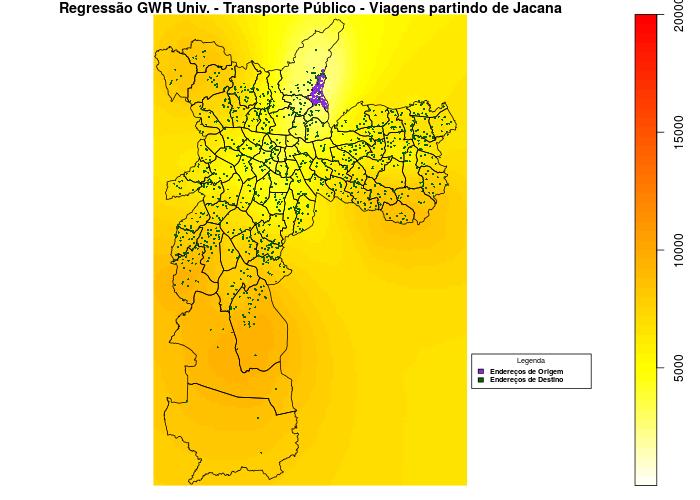 Regressão GWR Univ. - Transporte Público - Viagens partindo de Jacana
20000
15000
10000
5000
Legenda
Endereços de Origem
Endereços de Destino